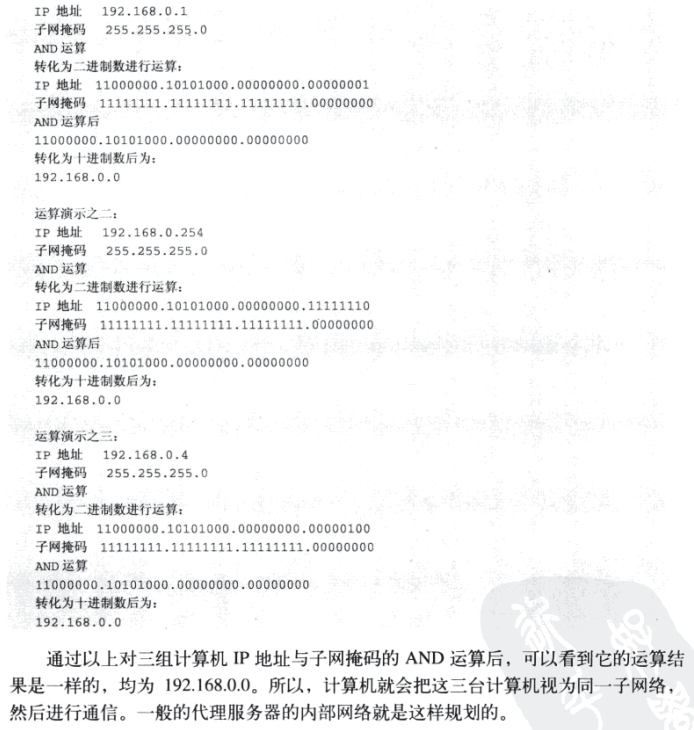 IP 地址 192.168.0.1
子网掩码 255.255.255.0
AND 运算
转化为二进制数进行运算：
IP 地址 11000000.10101000.00000000.00000001
子网掩码 11111111.11111111.11111111.00000000
AND 运算后
11000000.10101000.00000000.00000000
转化为十进制数后为：
192.168.0.0
运算演示之二：
IP 地址 192.168.0.254
子网掩码 255.255.255.0
AND 运算
转化为二进制数进行运算：
IP 地址 11000000.10101000.00000000.11111110
子网掩码 11111111.11111111.11111111.00000000
AND 运算后
11000000.10101000.00000000.00000000
转化为十进制数后为：
192.168.0.0
运算演示之三：
IP 地址 192.168.0.4
子网掩码 255.255.255.0
AND 运算
转化为二进制数进行运算：
IP 地址 11000000.10101000.00000000.00000100
子网掩码 11111111.11111111.11111111.00000000
AND 运算
11000000.10101000.00000000.00000000
转化为十进制数后为：
192.168.0.0
通过以上对三组计算机 IP 地址与子网掩码的 AND 运算后，可以看到它的运算结
果是一样的，均为 192.168.0.0。所以，计算机就会把这三台计算机视为同一子网络，
然后进行通信。一般的代理服务器的内部网络就是这样规划的。